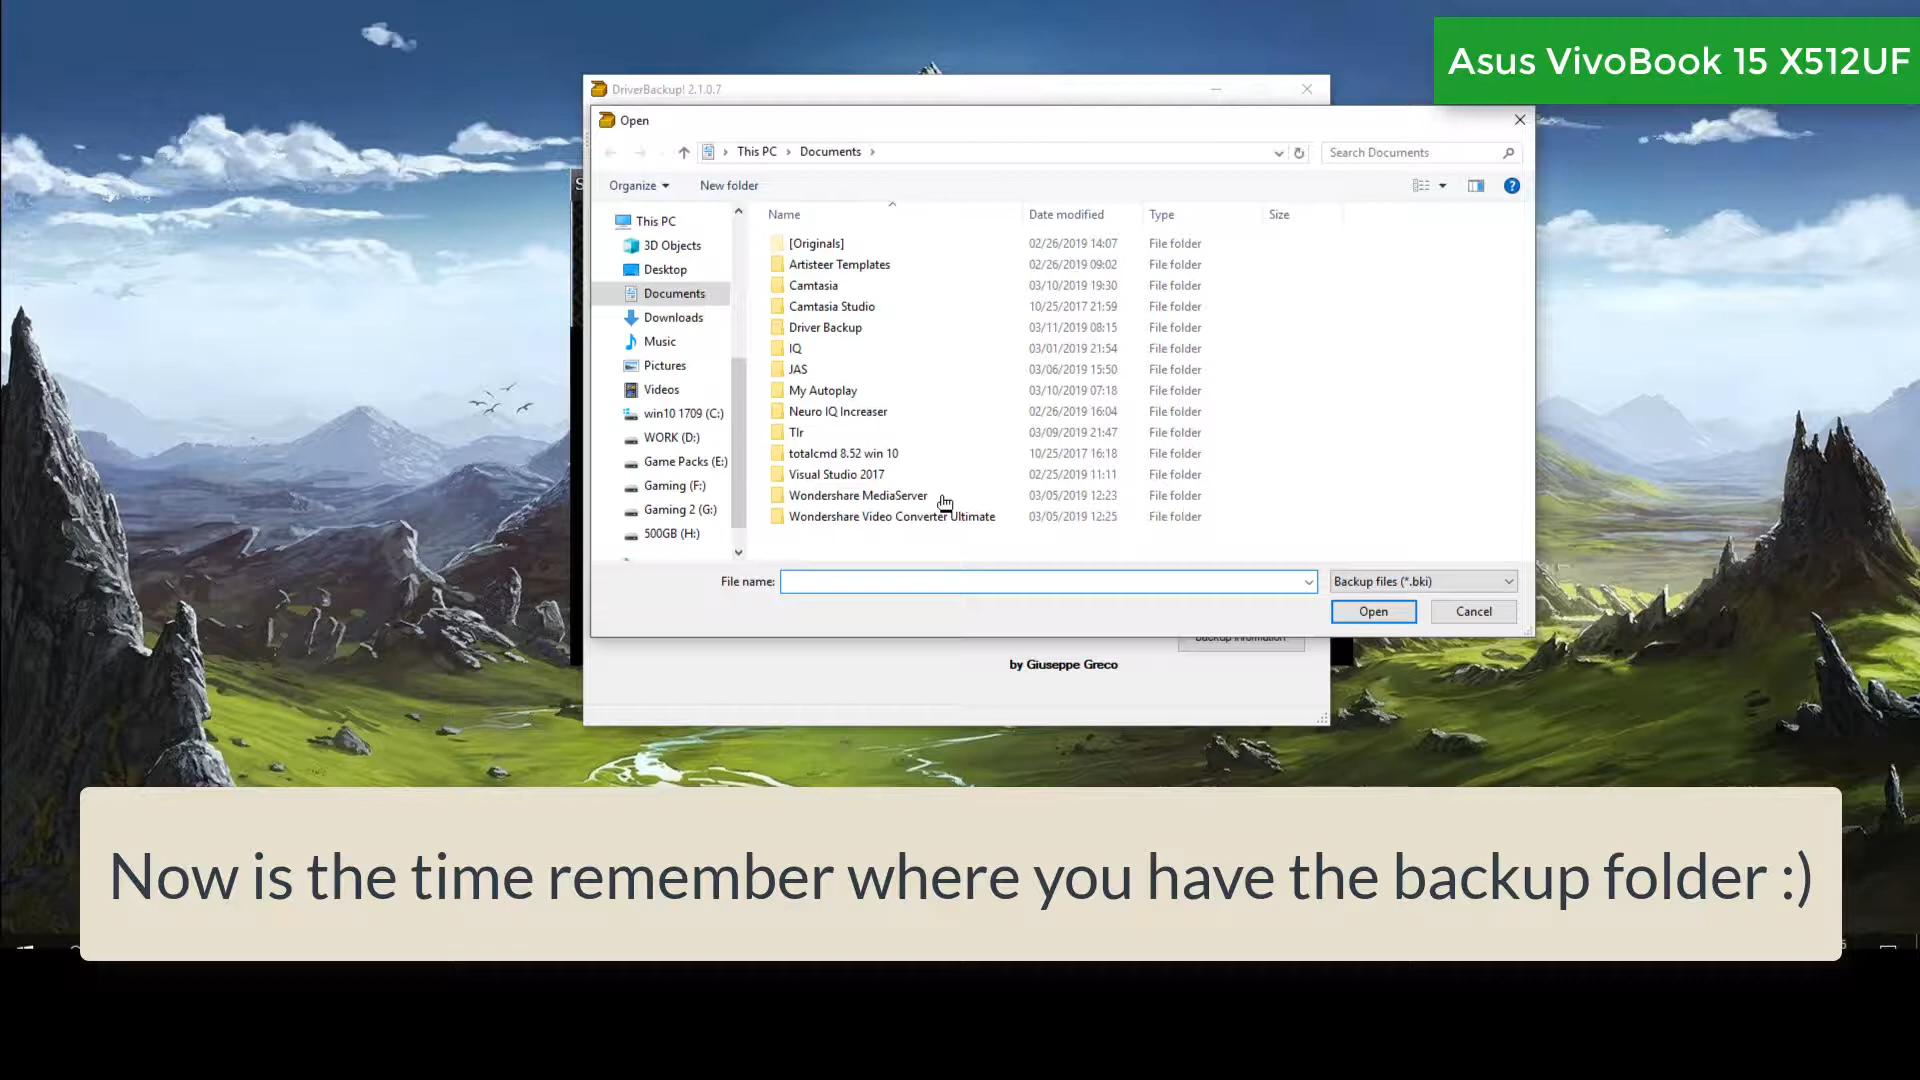 Asus VivoBook 15 X512UF
DriverBackup! 2.1.0.7
Open
This PC Documents
Search Documents
Organize
New folder
Name Date modified Type Size
This PC
3D Objects
Desktop
Documents
Downloads
Music
Pictures
Videos
win10 1709 (C:)
WORK (D:)
Game Packs (E:)
Gaming (F:)
Gaming 2 (G:)
500GB (H:)
[Originals] 02/26/2019 14:07 File folder
Artisteer Templates 02/26/2019 09:02 File folder
Camtasia 03/10/2019 19:30 File folder
Camtasia Studio 10/25/2017 21:59 File folder
Driver Backup 03/11/2019 08:15 File folder
IQ 03/01/2019 21:54 File folder
JAS 03/06/2019 15:50 File folder
My Autoplay 03/10/2019 07:18 File folder
Neuro IQ Increaser 02/26/2019 16:04 File folder
Tlr 03/09/2019 21:47 File folder
totalcmd 8.52 win 10 10/25/2017 16:18 File folder
Visual Studio 2017 02/25/2019 11:11 File folder
Wondershare MediaServer 03/05/2019 12:23 File folder
Wondershare Video Converter Ultimate 03/05/2019 12:25 File folder
File name:
Backup files (*.bki)
Open
Cancel
Backup information
by Giuseppe Greco
Now is the time remember where you have the backup folder :)